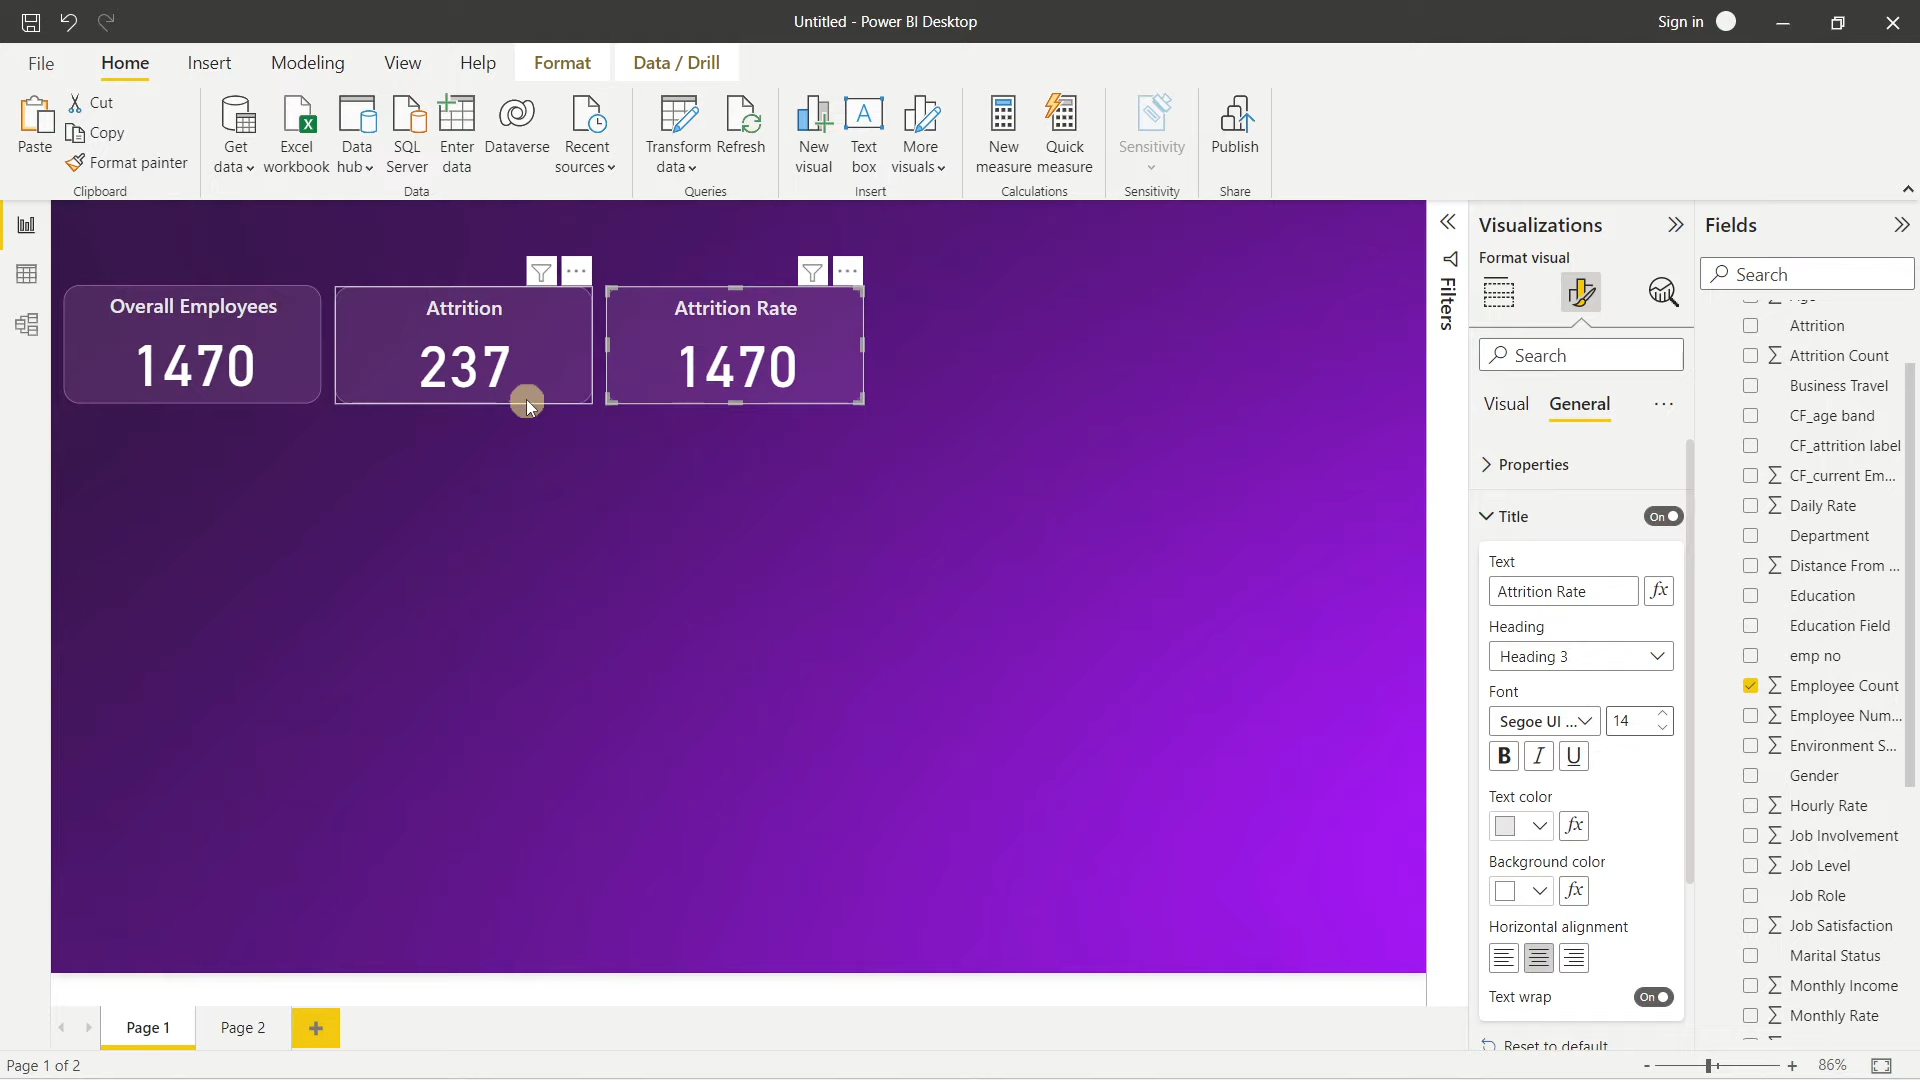 Untitled - Power BI Desktop
Sign in
File
Home
Insert
Modeling
View
Help
Format
Data / Drill
Paste
Cut
Copy
Format painter
Clipboard
Get data
Excel workbook
Data hub
SQL Server
Enter data
Dataverse
Recent sources
Data
Transform data
Refresh
Queries
New visual
Text box
More visuals
Insert
New measure
Quick measure
Calculations
Sensitivity
Sensitivity
Publish
Share
Overall Employees
1470
Attrition
237
Attrition Rate
1470
Filters
Visualizations
Format visual
Search
Visual
General
Properties
Title
On
Text
Attrition Rate
fx
Heading
Heading 3
Font
Segoe UI ...
14
B I U
Text color
fx
Background color
fx
Horizontal alignment
Text wrap
On
Reset to default
Fields
Search
Attrition
Attrition Count
Business Travel
CF_age band
CF_attrition label
CF_current Em...
Daily Rate
Department
Distance From ...
Education
Education Field
emp no
Employee Count
Employee Num...
Environment S...
Gender
Hourly Rate
Job Involvement
Job Level
Job Role
Job Satisfaction
Marital Status
Monthly Income
Monthly Rate
Page 1
Page 2
Page 1 of 2
86%